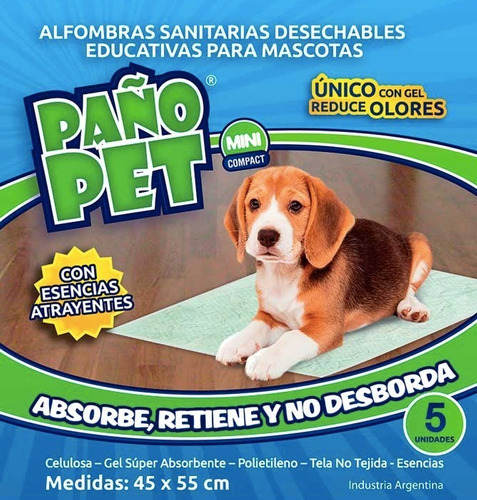 ALFOMBRAS SANITARIAS DESECHABLES
EDUCATIVAS PARA MASCOTAS
PAÑO
PET
®
MINI
COMPACT
ÚNICO CON GEL
REDUCE OLORES
CON
ESENCIAS
ATRAYENTES
ABSORBE, RETIENE Y NO DESBORDA
5
UNIDADES
Celulosa – Gel Súper Absorbente – Polietileno – Tela No Tejida - Esencias
Medidas: 45 x 55 cm
Industria Argentina